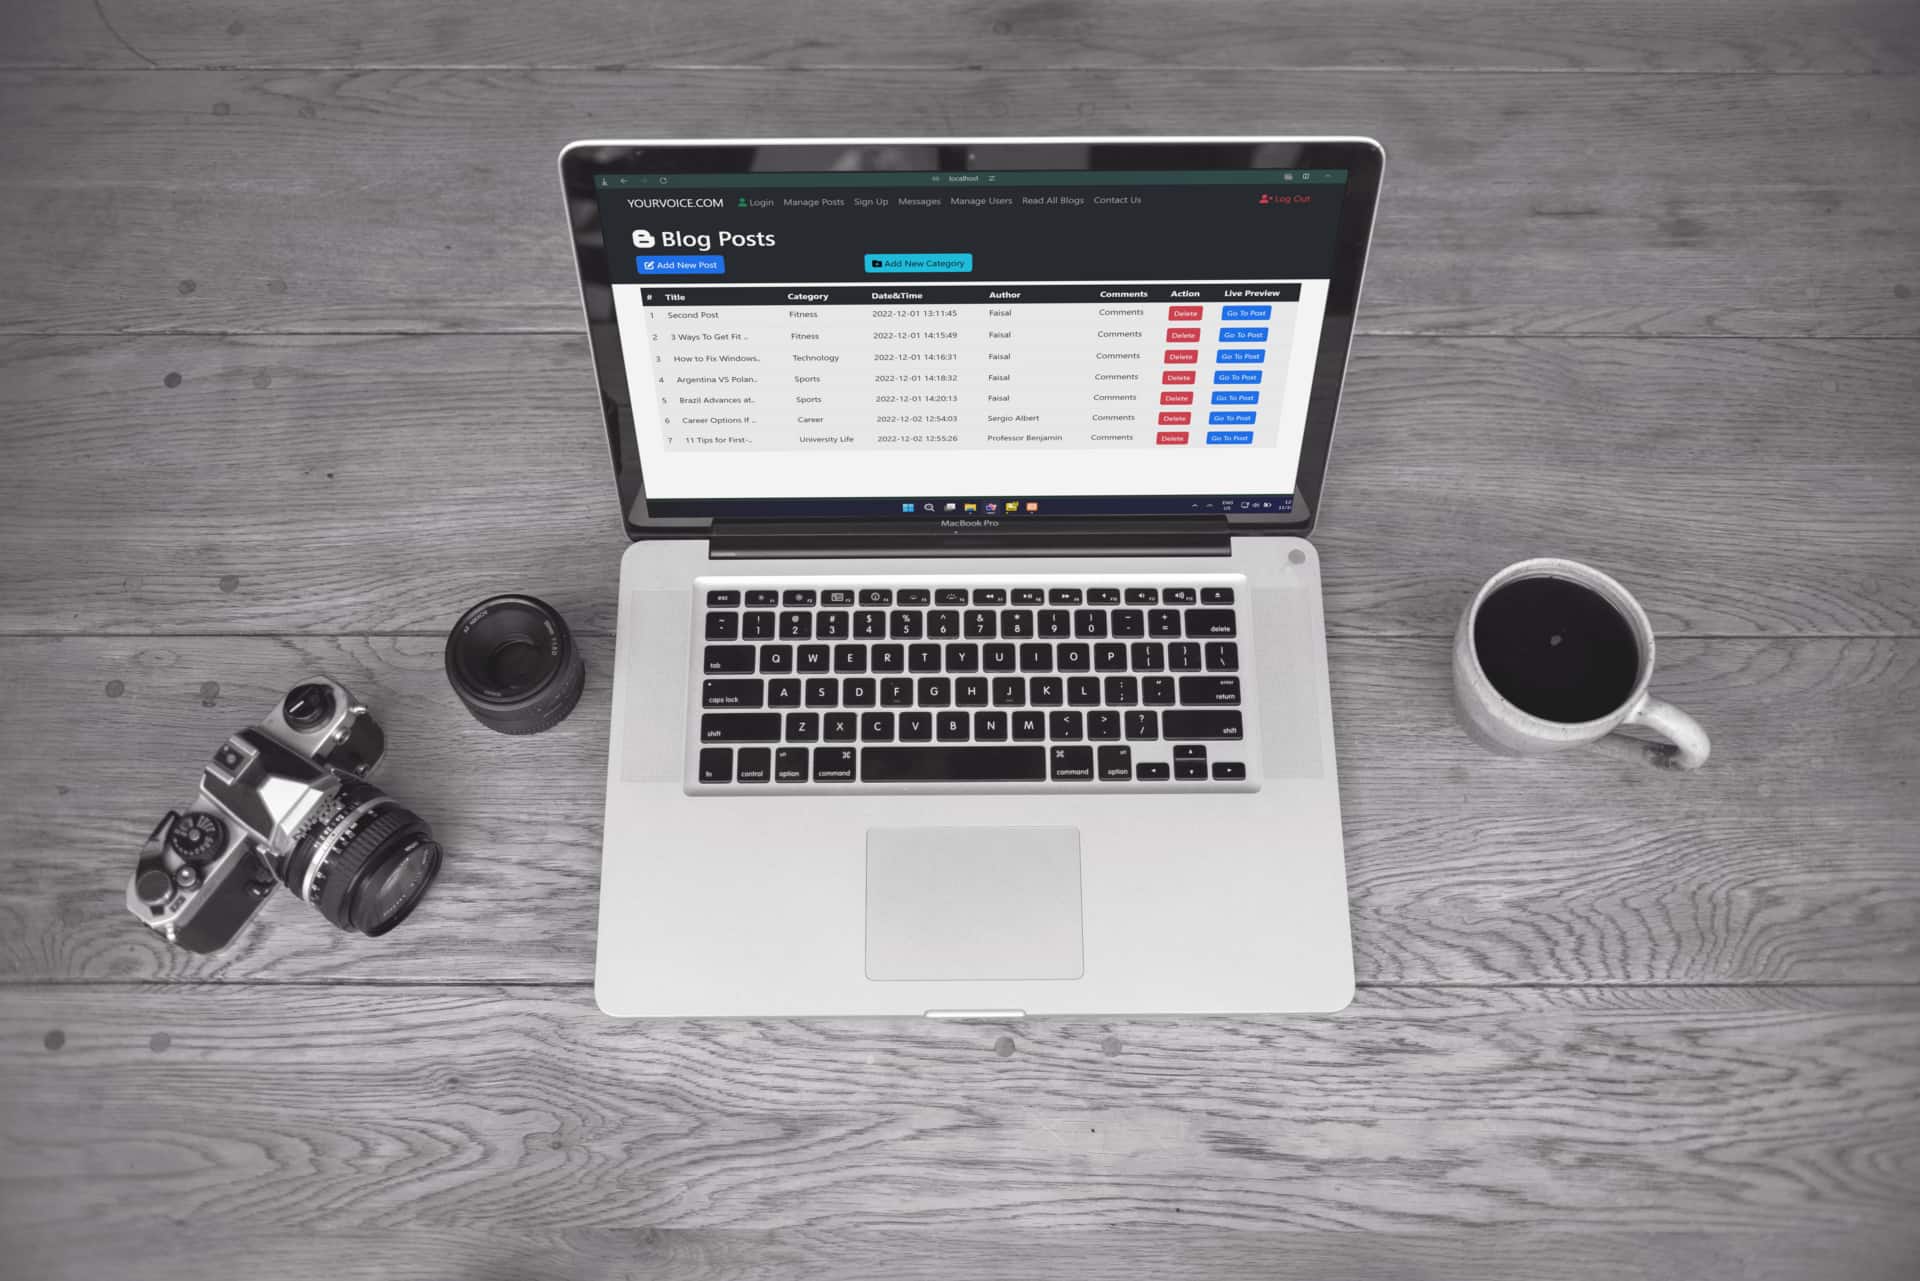 localhost
YOURVOICE.COM Login Manage Posts Sign Up Messages Manage Users Read All Blogs Contact Us Log Out
Blog Posts
Add New Post Add New Category
# Title Category Date&Time Author Comments Action Live Preview
1 Second Post Fitness 2022-12-01 13:11:45 Faisal Comments Delete Go To Post
2 3 Ways To Get Fit .. Fitness 2022-12-01 14:15:49 Faisal Comments Delete Go To Post
3 How to Fix Windows.. Technology 2022-12-01 14:16:31 Faisal Comments Delete Go To Post
4 Argentina VS Polan.. Sports 2022-12-01 14:18:32 Faisal Comments Delete Go To Post
5 Brazil Advances at.. Sports 2022-12-01 14:20:13 Faisal Comments Delete Go To Post
6 Career Options If .. Career 2022-12-02 12:54:03 Sergio Albert Comments Delete Go To Post
7 11 Tips for First-.. University Life 2022-12-02 12:55:26 Professor Benjamin Comments Delete Go To Post
ENG
US
MacBook Pro
esc
~ ! @ # $ % ^ & * ( ) - +
` 1 2 3 4 5 6 7 8 9 0 - = delete
tab Q W E R T Y U I O P { [ } ] | \
caps lock A S D F G H J K L : ; " ' enter return
shift Z X C V B N M < , > . ? / shift
fn control alt option ⌘ command ⌘ command alt option